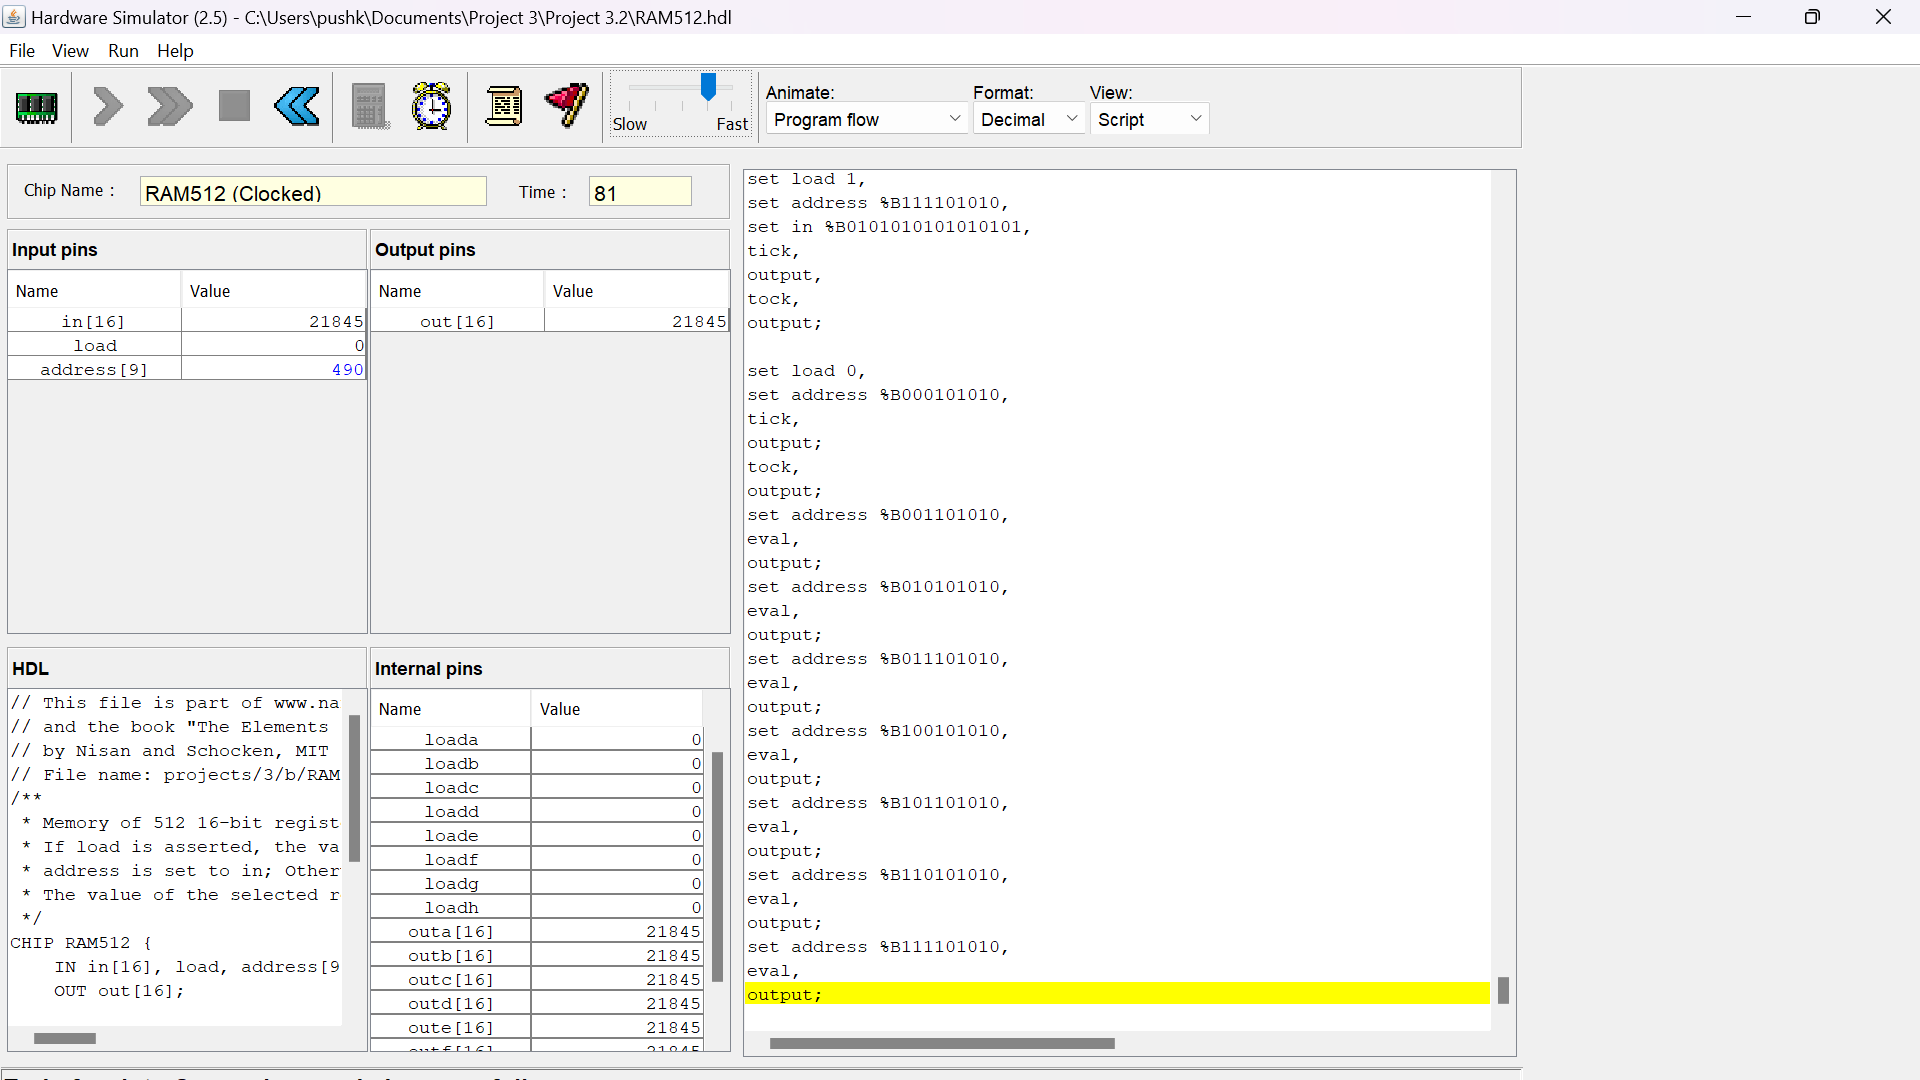 Hardware Simulator (2.5) - C:\Users\pushk\Documents\Project 3\Project 3.2\RAM512.hdl
File View Run Help
Slow Fast
Animate: Format: View:
Program flow Decimal Script
Chip Name : RAM512 (Clocked) Time : 81
Input pins
Name Value
in[16] 21845
load 0
address[9] 490
Output pins
Name Value
out[16] 21845
HDL
// This file is part of www.na
// and the book "The Elements
// by Nisan and Schocken, MIT
// File name: projects/3/b/RAM
/**
* Memory of 512 16-bit regist
* If load is asserted, the va
* address is set to in; Other
* The value of the selected r
*/
CHIP RAM512 {
IN in[16], load, address[9
OUT out[16];
Internal pins
Name Value
loada 0
loadb 0
loadc 0
loadd 0
loade 0
loadf 0
loadg 0
loadh 0
outa[16] 21845
outb[16] 21845
outc[16] 21845
outd[16] 21845
oute[16] 21845
outf[16] 21845
set load 1,
set address %B111101010,
set in %B0101010101010101,
tick,
output,
tock,
output;
set load 0,
set address %B000101010,
tick,
output;
tock,
output;
set address %B001101010,
eval,
output;
set address %B010101010,
eval,
output;
set address %B011101010,
eval,
output;
set address %B100101010,
eval,
output;
set address %B101101010,
eval,
output;
set address %B110101010,
eval,
output;
set address %B111101010,
eval,
output;